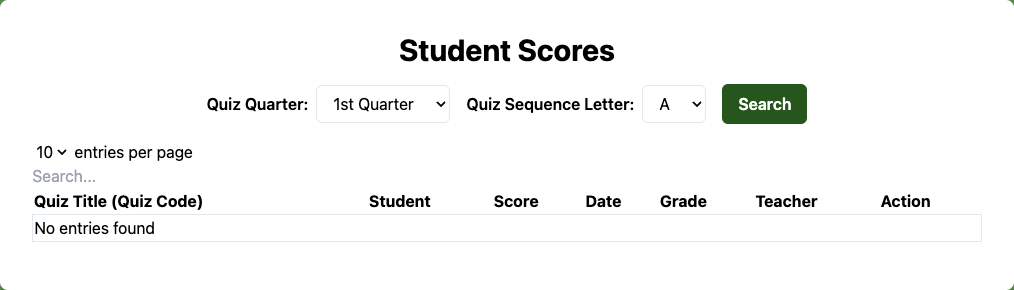 Student Scores
Quiz Quarter: 1st Quarter Quiz Sequence Letter: A Search
10 entries per page
Search...
Quiz Title (Quiz Code) Student Score Date Grade Teacher Action
No entries found